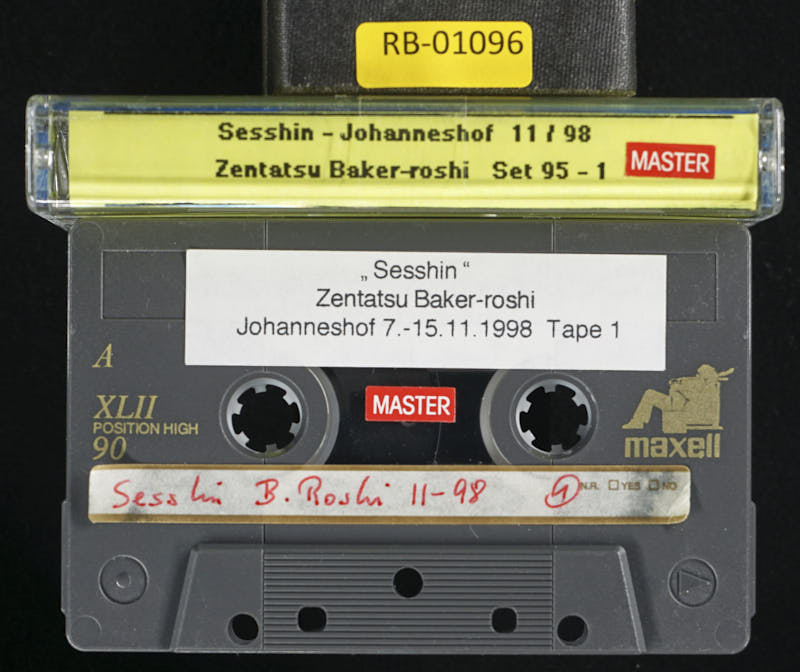 RB-01096
Sesshin - Johanneshof 11 / 98
Zentatsu Baker-roshi Set 95 - 1 MASTER
„Sesshin“
Zentatsu Baker-roshi
Johanneshof 7.-15.11.1998 Tape 1
A
MASTER
XLII
POSITION HIGH
90
maxell
Sesshin B. Roshi 11-98 1 N.R. YES NO